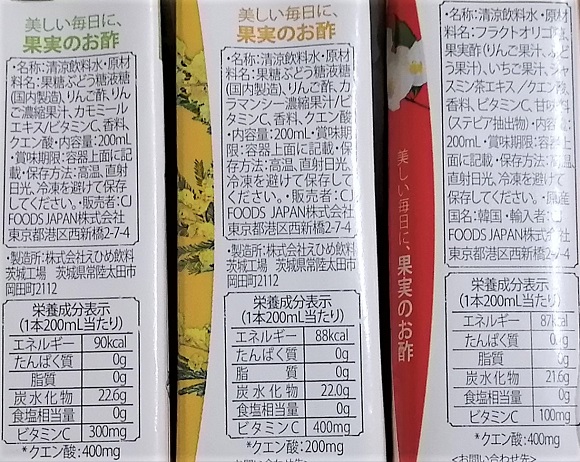 美しい毎日に、
果実のお酢
・名称:清涼飲料水・原材
料名:果糖ぶどう糖液糖
(国内製造)、りんご酢、りん
ご濃縮果汁、カモミール
エキス/ビタミンC、香料、
クエン酸・内容量:200mL
・賞味期限:容器上面に記
載・保存方法:高温、直射
日光、冷凍を避けて保存
してください。・販売者:CJ
FOODS JAPAN株式会社
東京都港区西新橋2-7-4
・製造所:株式会社えひめ飲料
茨城工場 茨城県常陸太田市
岡田町2112
栄養成分表示
(1本200mL当たり)
エネルギー 90kcal
たんぱく質 0g
脂質 0g
炭水化物 22.6g
食塩相当量 0g
ビタミンC 300mg
*クエン酸:400mg
美しい毎日に、
果実のお酢
・名称:清涼飲料水・原材
料名:果糖ぶどう糖液糖
(国内製造)、りんご酢、カ
ラマンシー濃縮果汁/ビ
タミンC、香料、クエン酸
・内容量:200mL・賞味期
限:容器上面に記載・保
存方法:高温、直射日光、
冷凍を避けて保存して
ください。・販売者:CJ
FOODS JAPAN株式会社
東京都港区西新橋2-7-4
・製造所:株式会社えひめ飲料
茨城工場 茨城県常陸太田市
岡田町2112
栄養成分表示
(1本200mL当たり)
エネルギー 88kcal
たんぱく質 0g
脂質 0g
炭水化物 22.0g
食塩相当量 0g
ビタミンC 400mg
*クエン酸:200mg
美しい毎日に、果実のお酢
・名称:清涼飲料水・原材
料名:フラクトオリゴ糖、
果実酢(りんご果汁、ぶど
う果汁)、いちご果汁、ジャ
スミン茶エキス/クエン酸、
香料、ビタミンC、甘味料
(ステビア抽出物)・内容量:
200mL・賞味期限:容器上
面に記載・保存方法:高温、
直射日光、冷凍を避けて
保存してください。・原産
国名:韓国・輸入者:CJ
FOODS JAPAN株式会社
東京都港区西新橋2-7-4
栄養成分表示
(1本200mL当たり)
エネルギー 87kcal
たんぱく質
脂質 0g
炭水化物 21.6g
食塩相当量 0g
ビタミンC 100mg
*クエン酸:400mg
<お問い合わせ先>